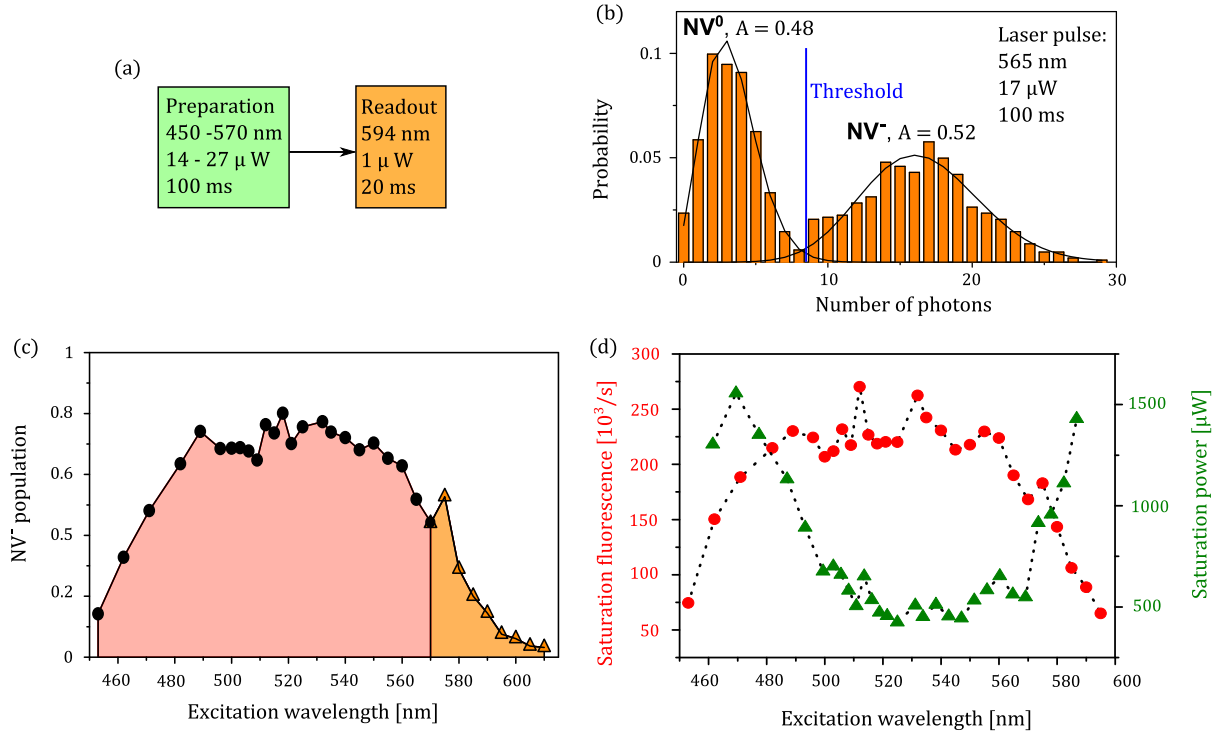 (a)
Preparation
450 -570 nm
14 - 27 µ W
100 ms
Readout
594 nm
1 µ W
20 ms
(b)
NV⁰, A = 0.48
Laser pulse:
565 nm
17 µW
100 ms
Threshold
NV⁻, A = 0.52
Probability
0.1
0.05
0
0 10 20 30
Number of photons
(c)
NV⁻ population
1
0.8
0.6
0.5
0.2
0
460 480 500 520 540 560 580 600
Excitation wavelength [nm]
(d)
Saturation fluorescence [10³/s]
300
250
200
150
100
50
Saturation power [µW]
1500
1000
500
460 480 500 520 540 560 580 600
Excitation wavelength [nm]